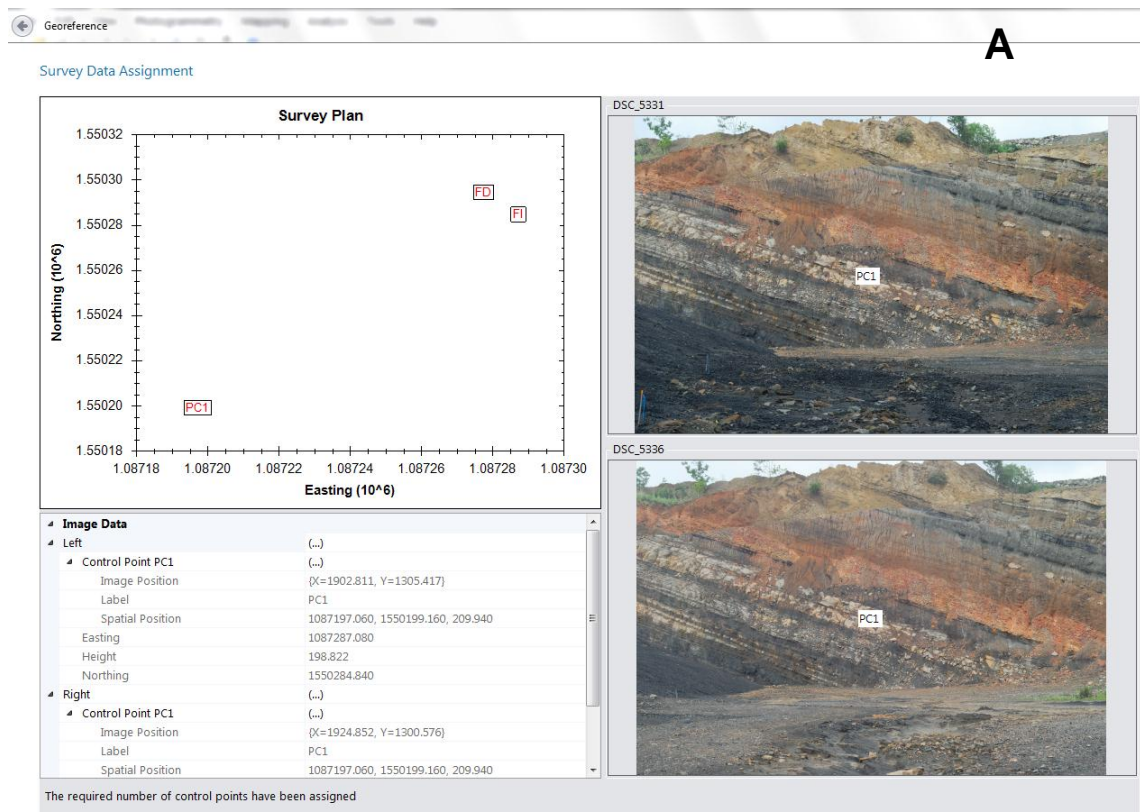 Georeference
A
Survey Data Assignment
Survey Plan
1.55032
1.55030
1.55028
1.55026
1.55024
1.55022
1.55020
1.55018
Northing (10^6)
FD
FI
PC1
1.08718 1.08720 1.08722 1.08724 1.08726 1.08728 1.08730
Easting (10^6)
DSC_5331
PC1
DSC_5336
PC1
Image Data
Left (...)
Control Point PC1 (...)
Image Position {X=1902.811, Y=1305.417}
Label PC1
Spatial Position 1087197.060, 1550199.160, 209.940
Easting 1087287.080
Height 198.822
Northing 1550284.840
Right (...)
Control Point PC1 (...)
Image Position {X=1924.852, Y=1300.576}
Label PC1
Spatial Position 1087197.060, 1550199.160, 209.940
The required number of control points have been assigned